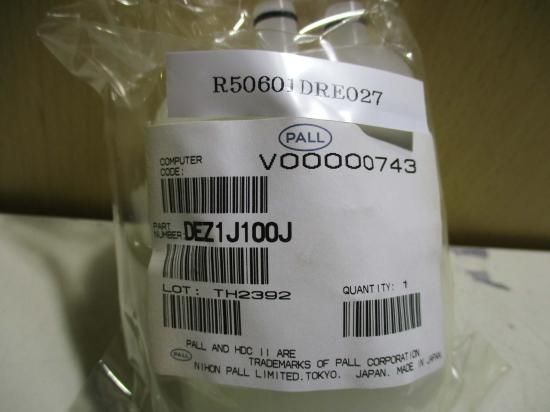 R50601DRE027
PALL
COMPUTER CODE: V00000743
PART NUMBER DEZ1J100J
LOT: TH2392
QUANTITY: 1
PALL AND HDC II ARE
TRADEMARKS OF PALL CORPORATION
PALL
NIHON PALL LIMITED.TOKYO. JAPAN. MADE IN JAPAN.